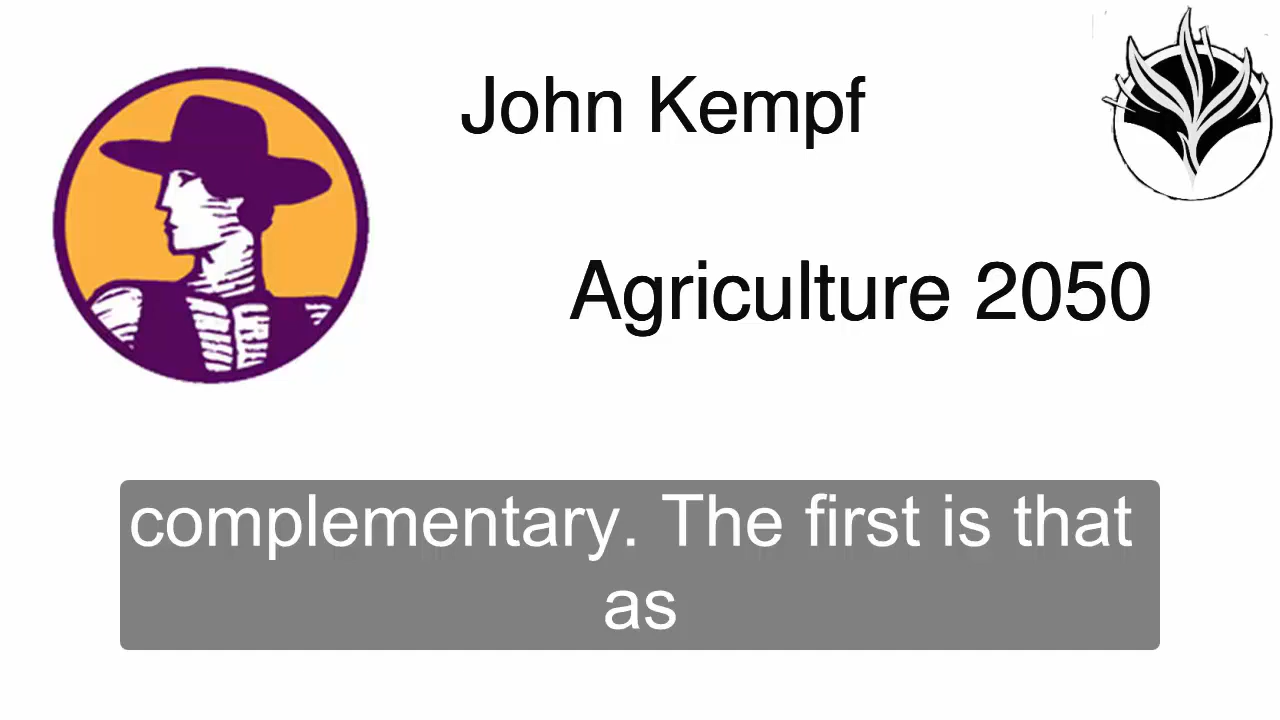 John Kempf
Agriculture 2050
complementary. The first is that
as